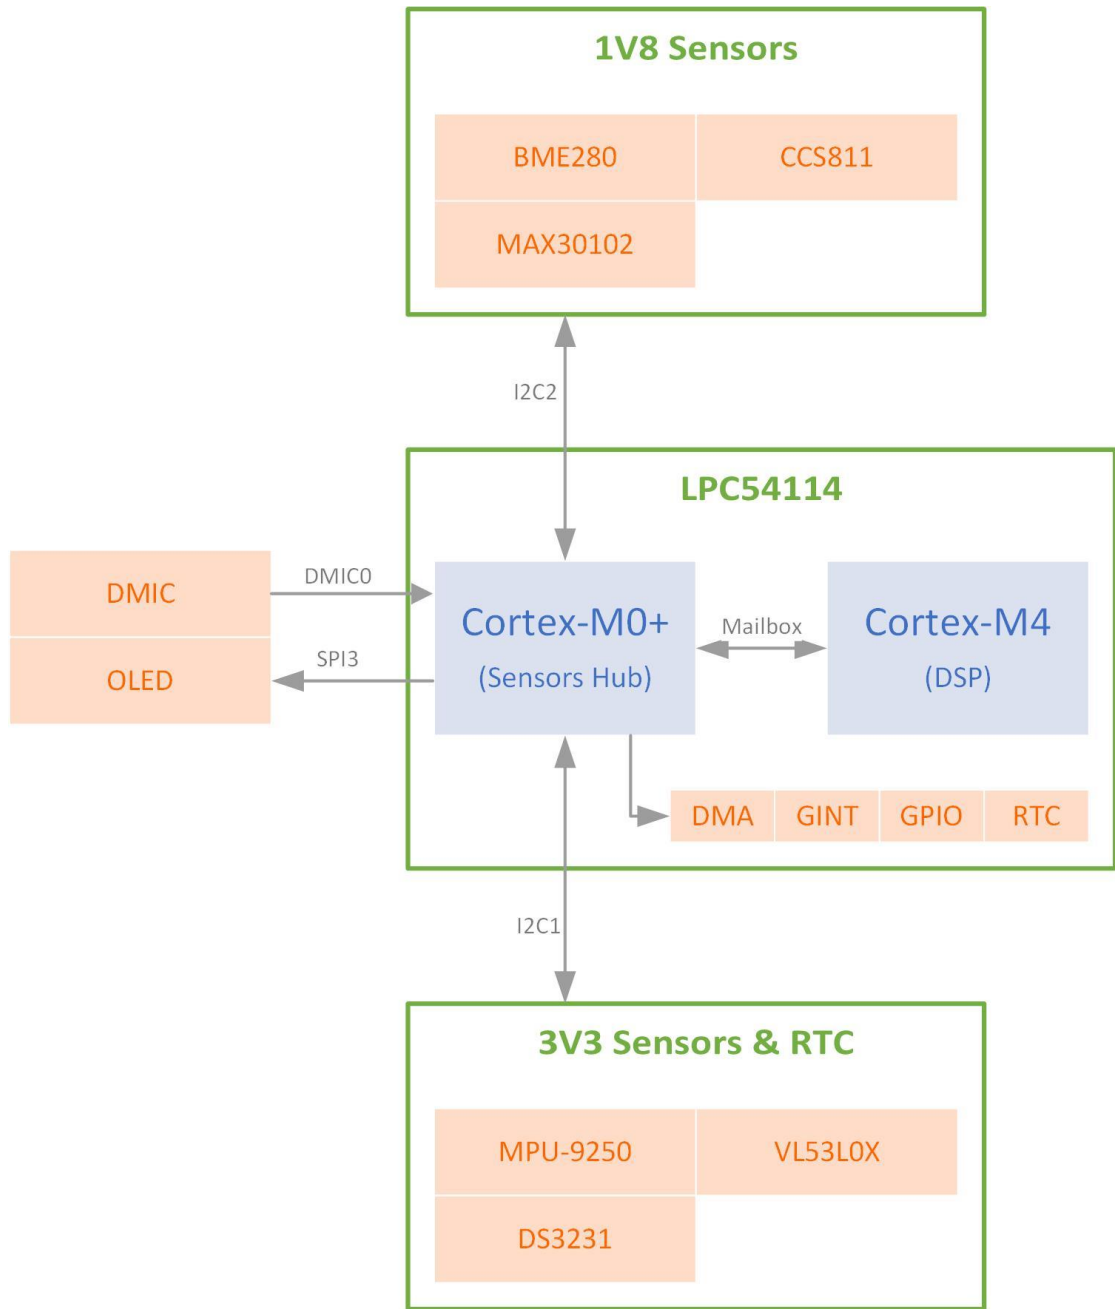 1V8 Sensors
BME280
CCS811
MAX30102
I2C2
LPC54114
DMIC
DMIC0
Cortex-M0+
(Sensors Hub)
Mailbox
Cortex-M4
(DSP)
OLED
SPI3
DMA
GINT
GPIO
RTC
I2C1
3V3 Sensors & RTC
MPU-9250
VL53L0X
DS3231